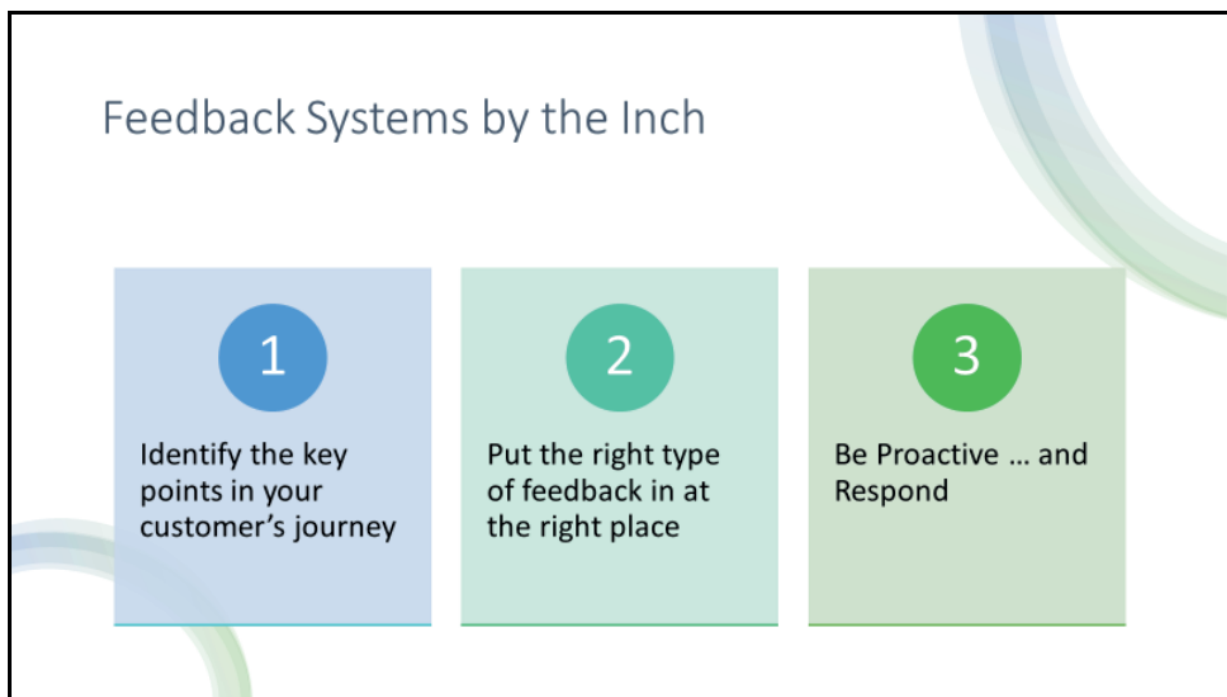 Feedback Systems by the Inch
1
Identify the key
points in your
customer’s journey
2
Put the right type
of feedback in at
the right place
3
Be Proactive ... and
Respond